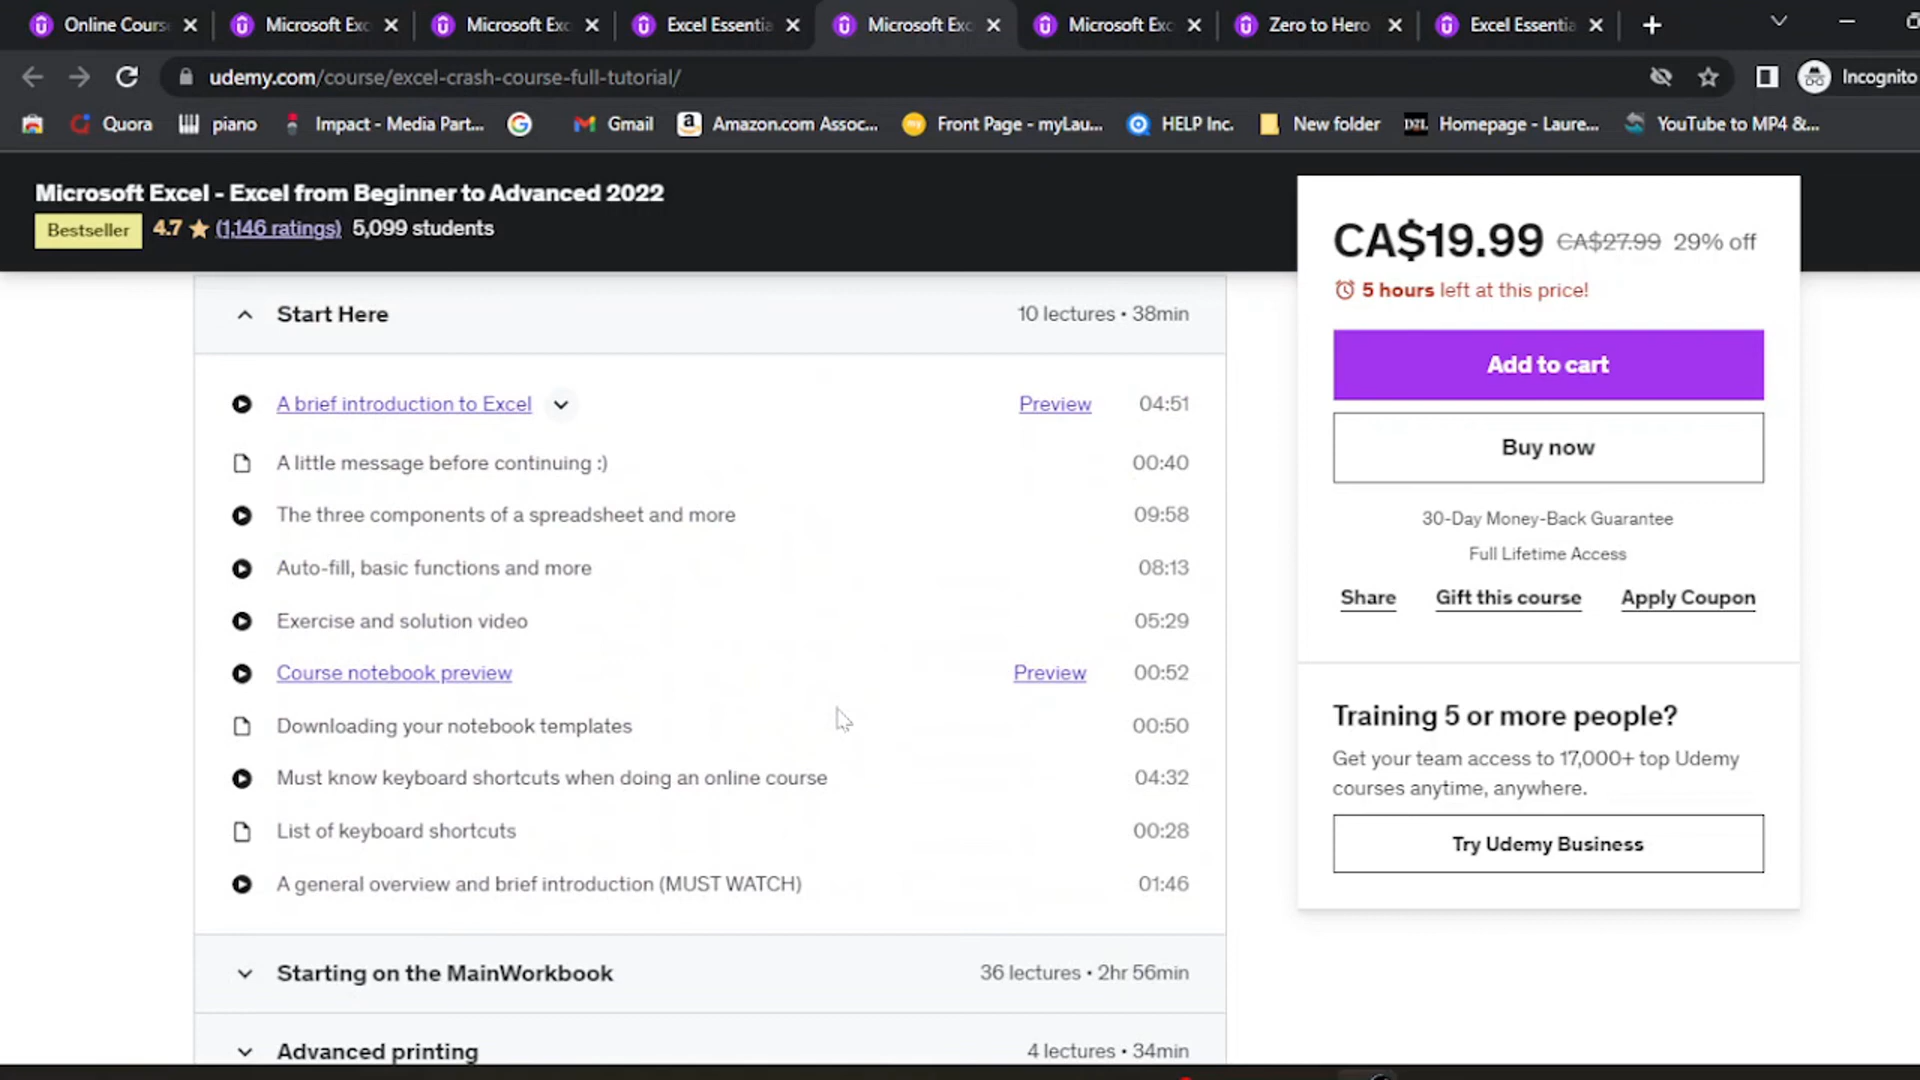 Online Cours
Microsoft Exc
Microsoft Exc
Excel Essentia
Microsoft Exc
Microsoft Exc
Zero to Hero
Excel Essentia
udemy.com/course/excel-crash-course-full-tutorial/
Incognito
Quora
piano
Impact - Media Part...
Gmail
Amazon.com Assoc...
Front Page - myLau...
HELP Inc.
New folder
Homepage - Laure...
YouTube to MP4 &...
Microsoft Excel - Excel from Beginner to Advanced 2022
Bestseller 4.7 (1,146 ratings) 5,099 students
CA$19.99 CA$27.99 29% off
5 hours left at this price!
Add to cart
Buy now
30-Day Money-Back Guarantee
Full Lifetime Access
Share Gift this course Apply Coupon
Training 5 or more people?
Get your team access to 17,000+ top Udemy
courses anytime, anywhere.
Try Udemy Business
Start Here 10 lectures • 38min
A brief introduction to Excel Preview 04:51
A little message before continuing :) 00:40
The three components of a spreadsheet and more 09:58
Auto-fill, basic functions and more 08:13
Exercise and solution video 05:29
Course notebook preview Preview 00:52
Downloading your notebook templates 00:50
Must know keyboard shortcuts when doing an online course 04:32
List of keyboard shortcuts 00:28
A general overview and brief introduction (MUST WATCH) 01:46
Starting on the MainWorkbook 36 lectures • 2hr 56min
Advanced printing 4 lectures • 34min